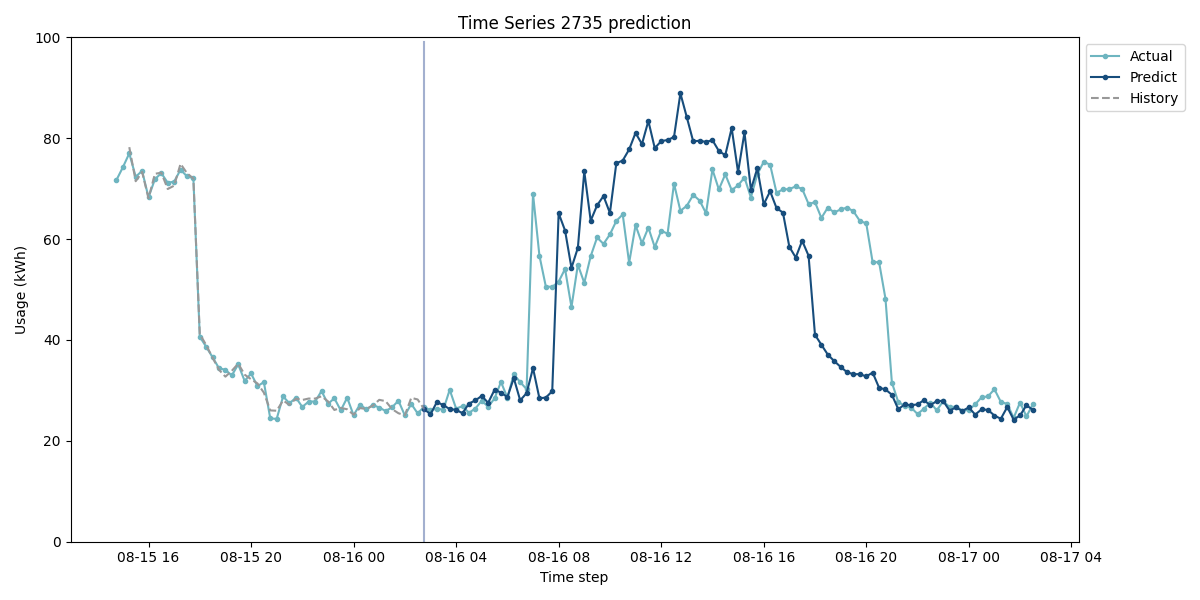 Time Series 2735 prediction
100
80
60
40
20
0
Usage (kWh)
08-15 16
08-15 20
08-16 00
08-16 04
08-16 08
08-16 12
08-16 16
08-16 20
08-17 00
08-17 04
Time step
Actual
Predict
History